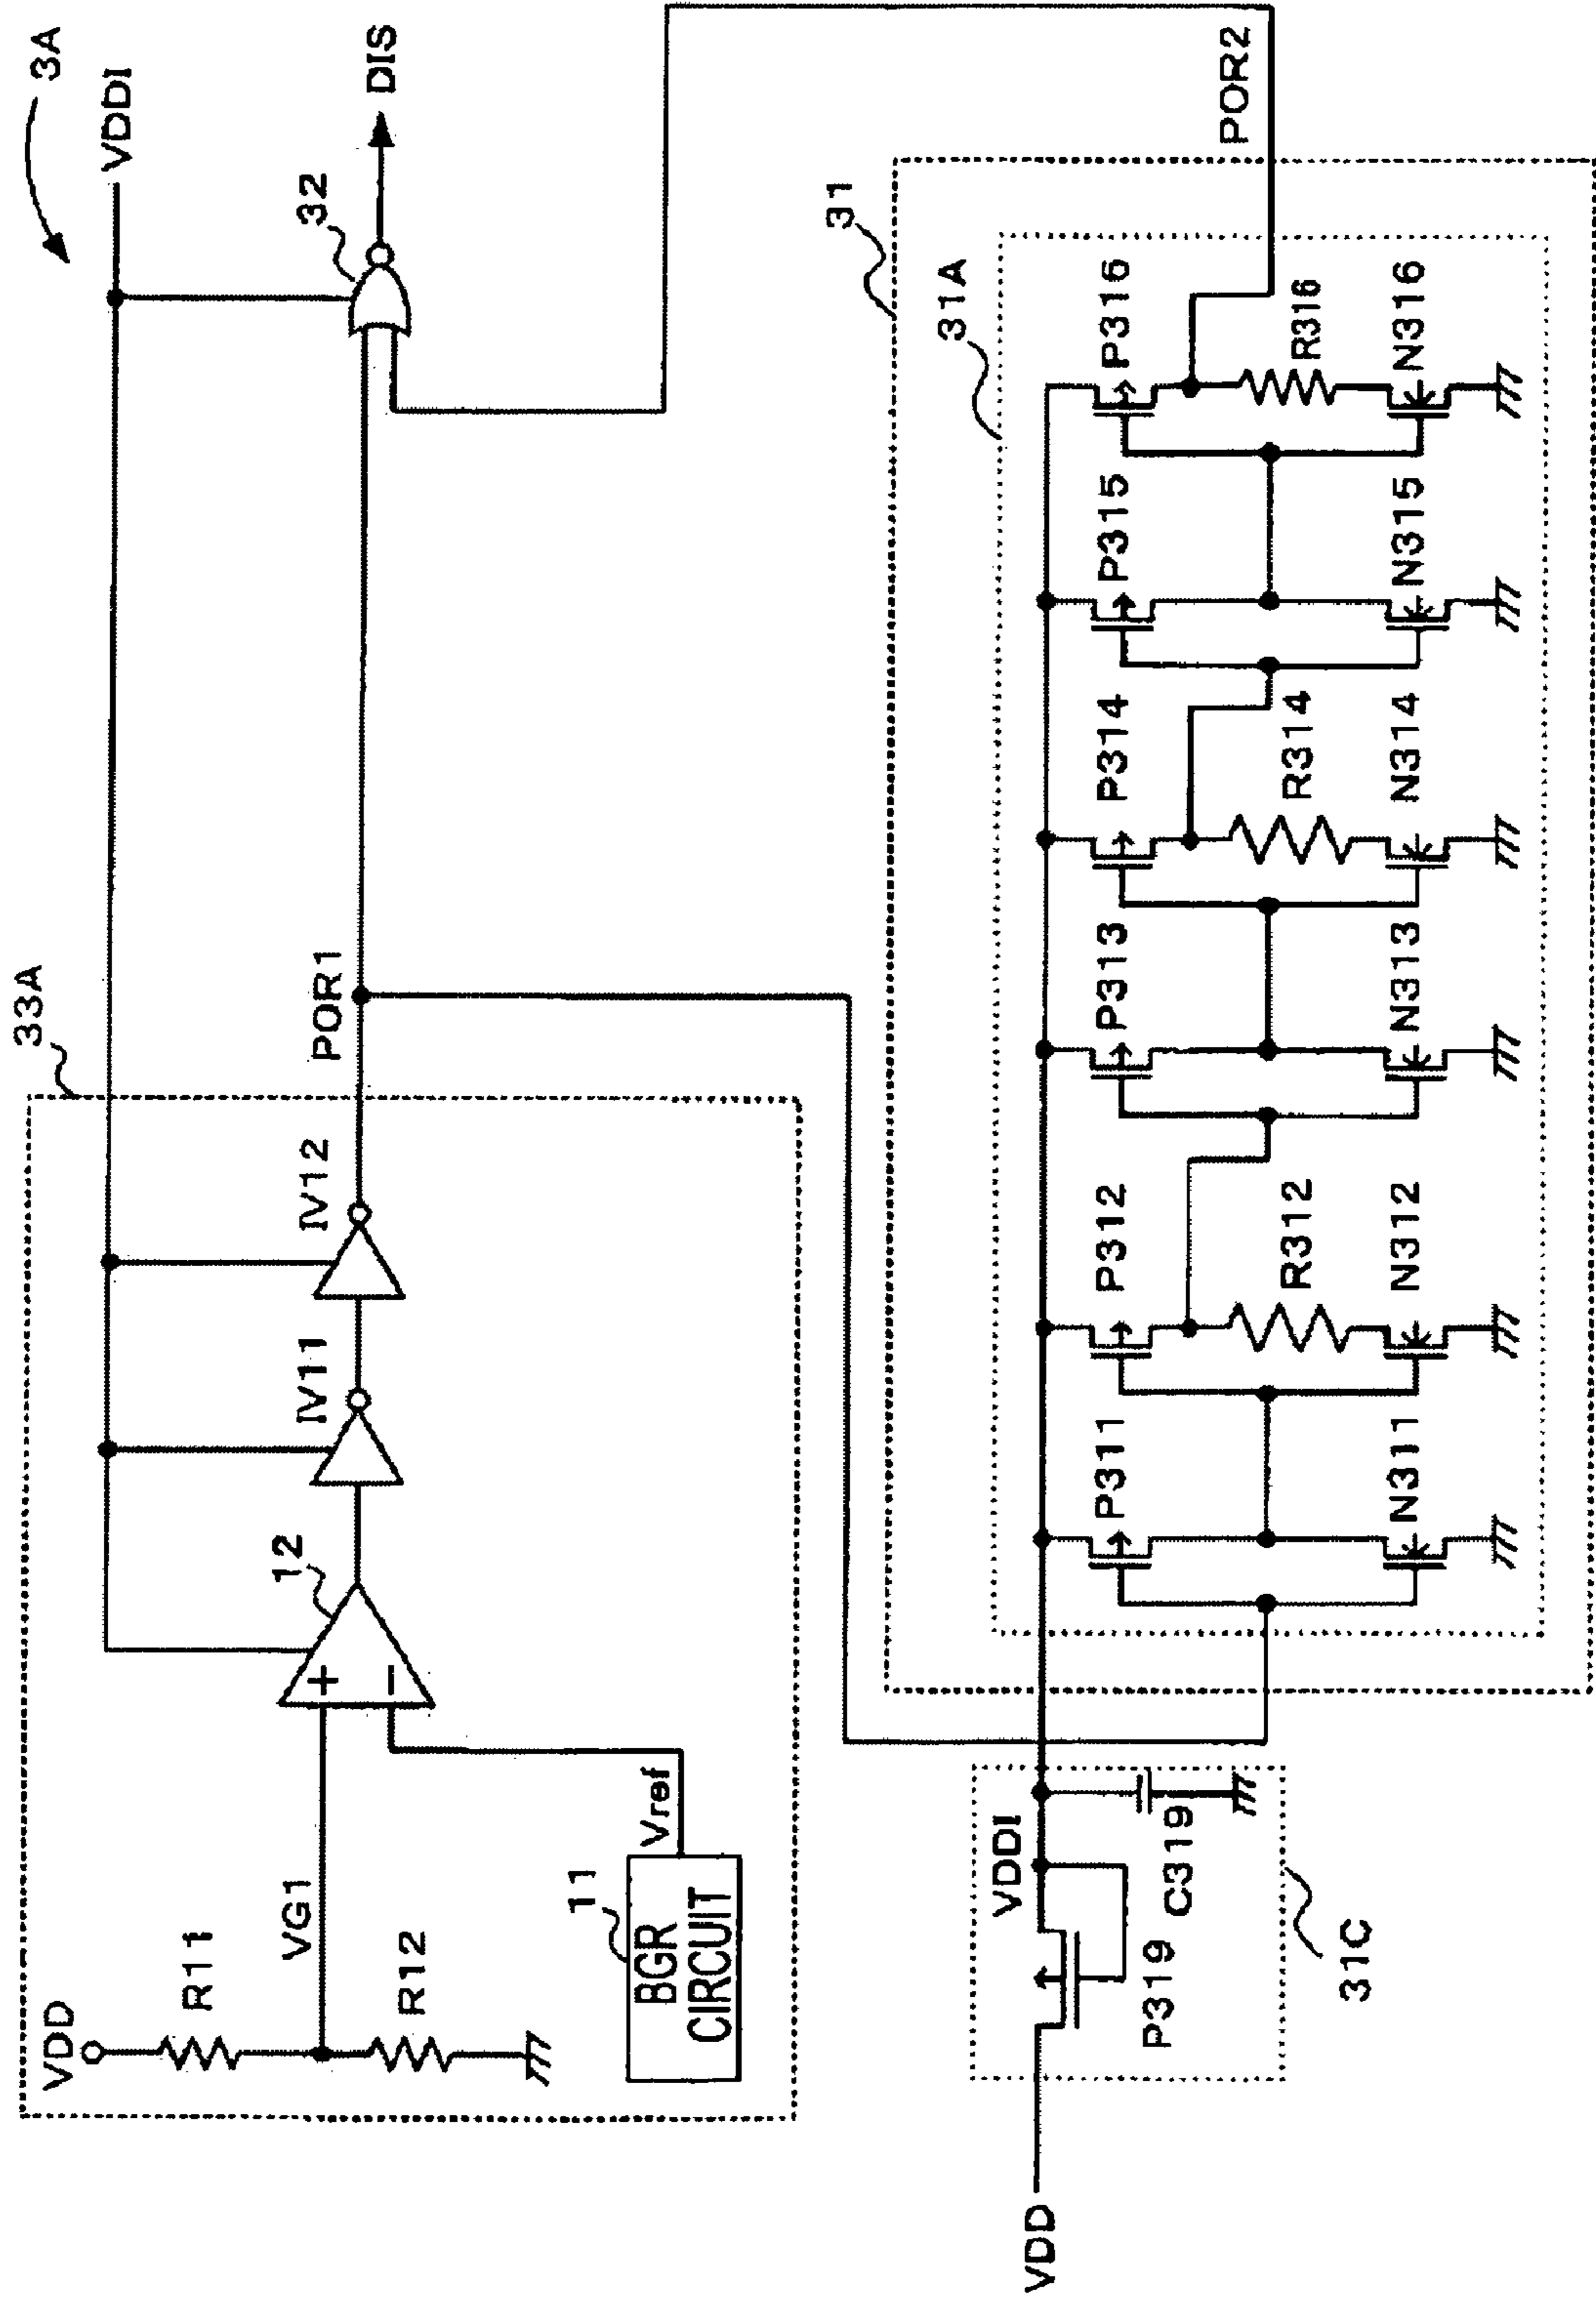 3A
33A
VDDI
VDD
R11
VG1
R12
12
+
−
IV11
IV12
POR1
32
DIS
11
BGR
CIRCUIT
Vref
31
POR2
31A
VDD
VDDI
P319
C319
31C
P311
P312
P313
P314
P315
P316
R312
R314
R316
N311
N312
N313
N314
N315
N316